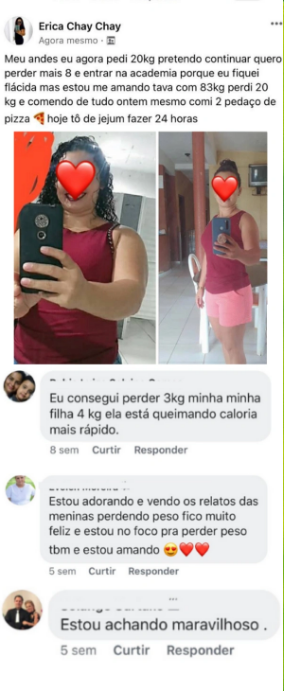 Erica Chay Chay
Agora mesmo ·
Meu andes eu agora pedi 20kg pretendo continuar quero
perder mais 8 e entrar na academia porque eu fiquei
flácida mas estou me amando tava com 83kg perdi 20
kg e comendo de tudo ontem mesmo comi 2 pedaço de
pizza 🍕 hoje tô de jejum fazer 24 horas
Eu consegui perder 3kg minha minha
filha 4 kg ela está queimando caloria
mais rápido.
8 sem Curtir Responder
Estou adorando e vendo os relatos das
meninas perdendo peso fico muito
feliz e estou no foco pra perder peso
tbm e estou amando 😍❤❤
5 sem Curtir Responder
Estou achando maravilhoso .
5 sem Curtir Responder